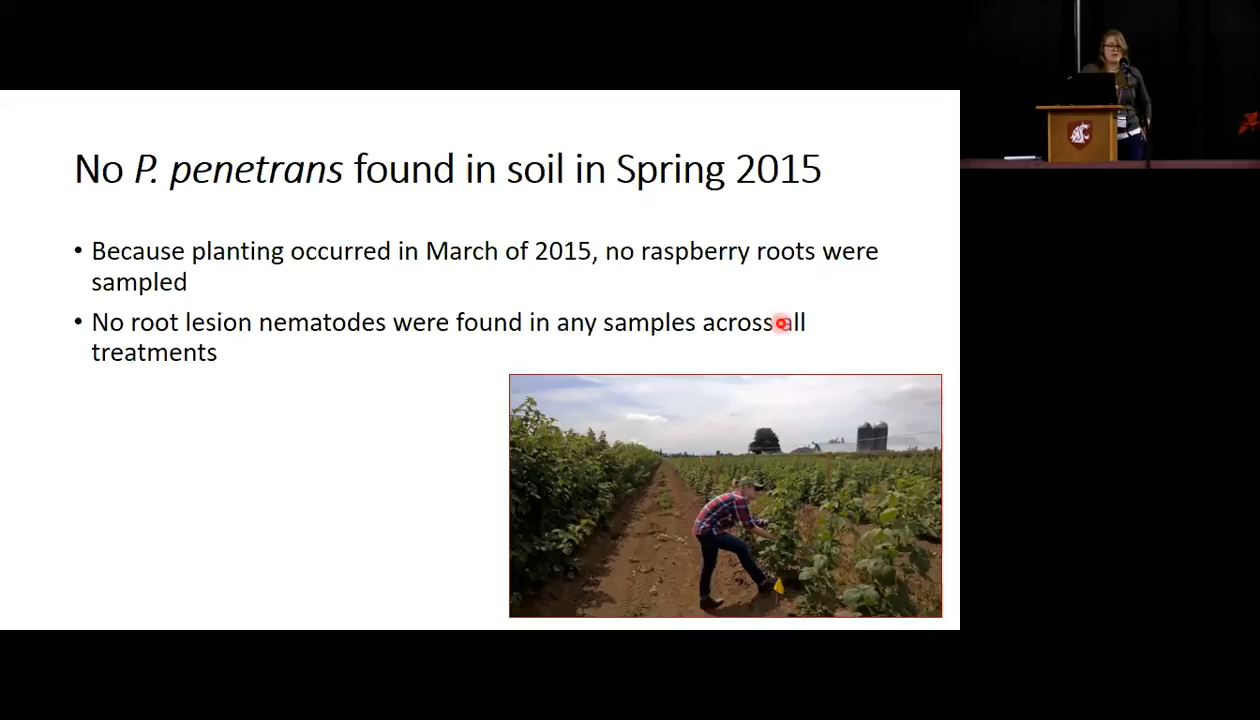 No P. penetrans found in soil in Spring 2015
• Because planting occurred in March of 2015, no raspberry roots were
sampled
• No root lesion nematodes were found in any samples across all
treatments